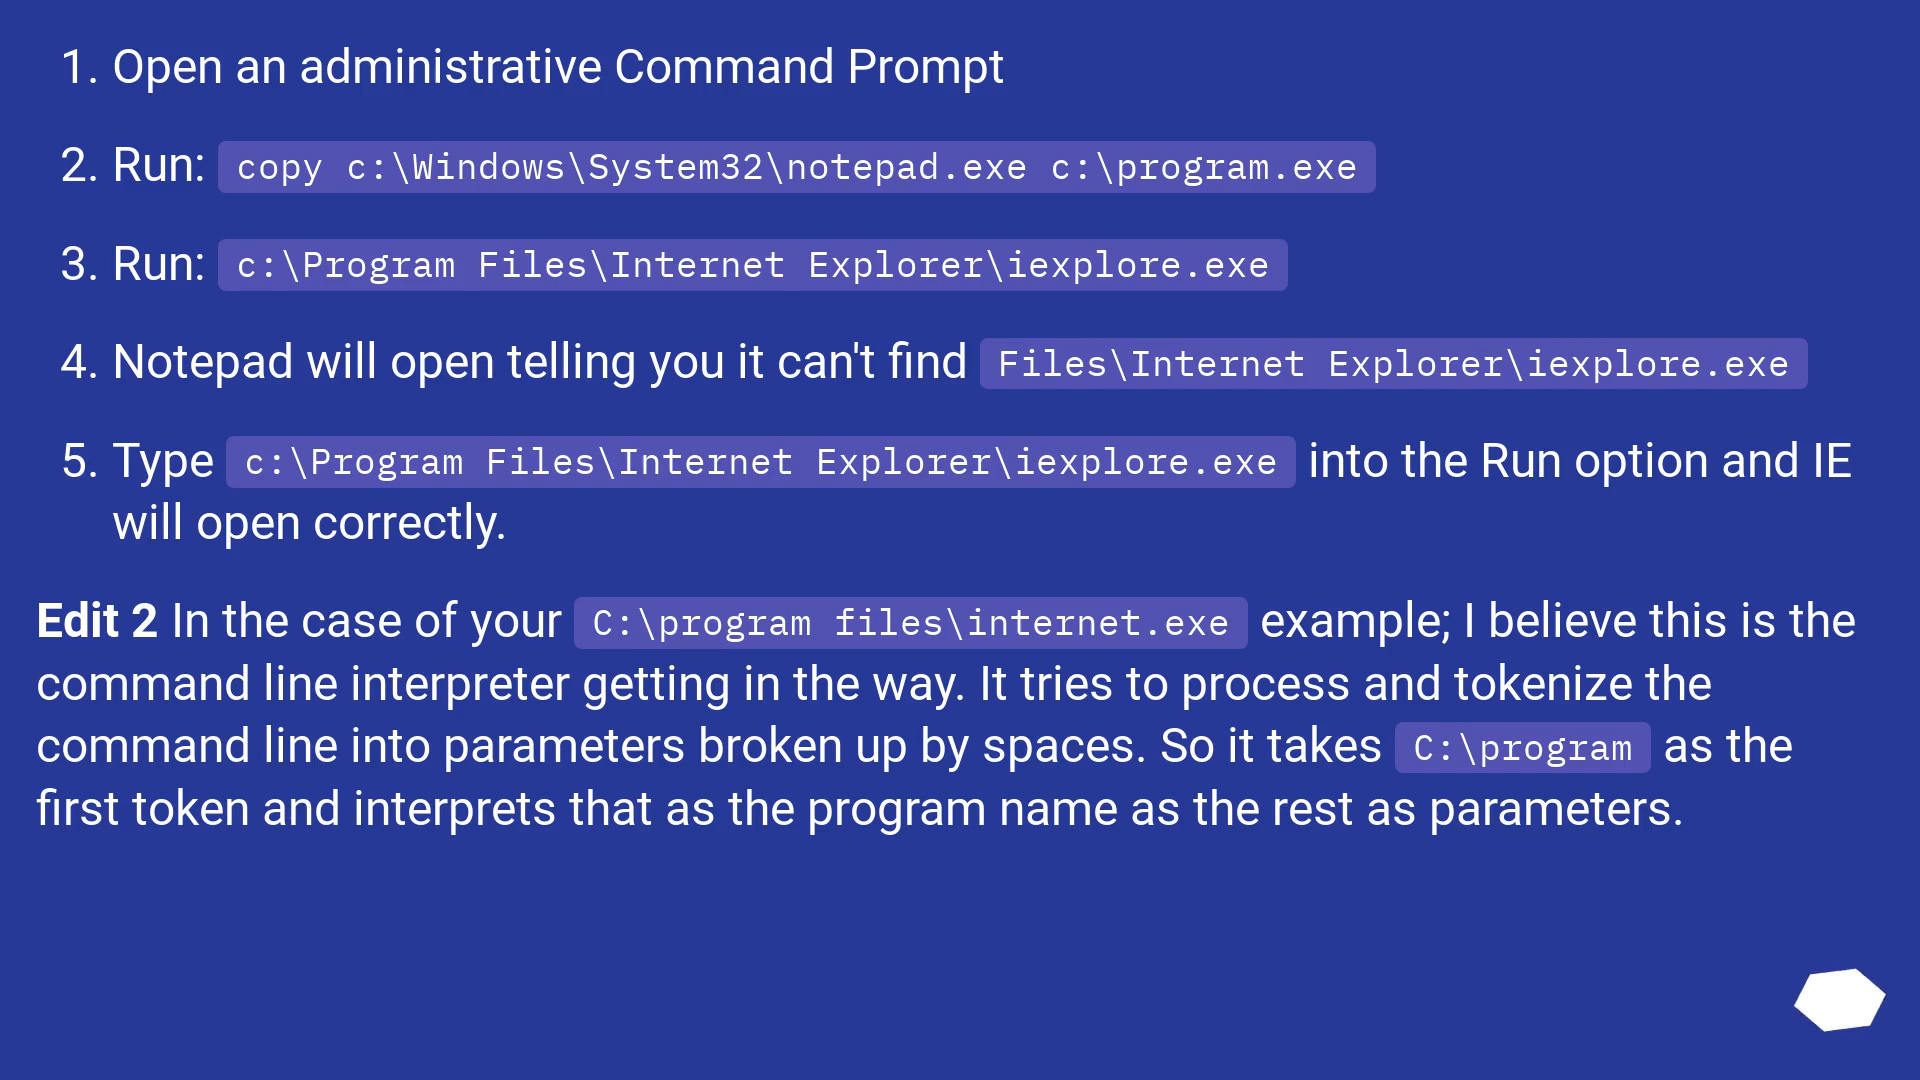 1. Open an administrative Command Prompt
2. Run: copy c:\Windows\System32\notepad.exe c:\program.exe
3. Run: c:\Program Files\Internet Explorer\iexplore.exe
4. Notepad will open telling you it can't find Files\Internet Explorer\iexplore.exe
5. Type c:\Program Files\Internet Explorer\iexplore.exe into the Run option and IE
will open correctly.
Edit 2 In the case of your C:\program files\internet.exe example; I believe this is the
command line interpreter getting in the way. It tries to process and tokenize the
command line into parameters broken up by spaces. So it takes C:\program as the
first token and interprets that as the program name as the rest as parameters.